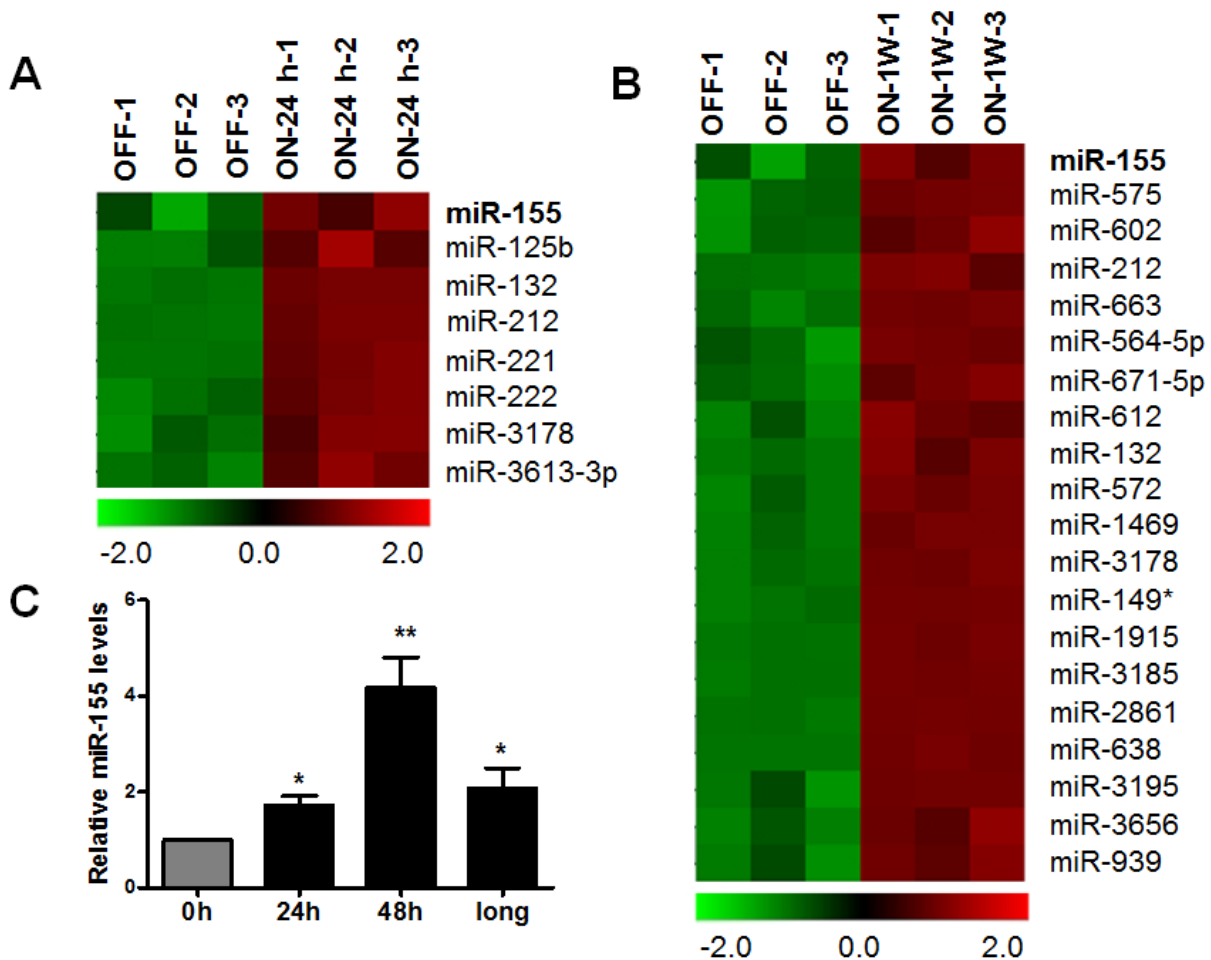 A
OFF-1
OFF-2
OFF-3
ON-24 h-1
ON-24 h-2
ON-24 h-3
miR-155
miR-125b
miR-132
miR-212
miR-221
miR-222
miR-3178
miR-3613-3p
-2.0 0.0 2.0
B
OFF-1
OFF-2
OFF-3
ON-1W-1
ON-1W-2
ON-1W-3
miR-155
miR-575
miR-602
miR-212
miR-663
miR-564-5p
miR-671-5p
miR-612
miR-132
miR-572
miR-1469
miR-3178
miR-149*
miR-1915
miR-3185
miR-2861
miR-638
miR-3195
miR-3656
miR-939
-2.0 0.0 2.0
C
Relative miR-155 levels
6
4
2
0
*
**
*
0h 24h 48h long